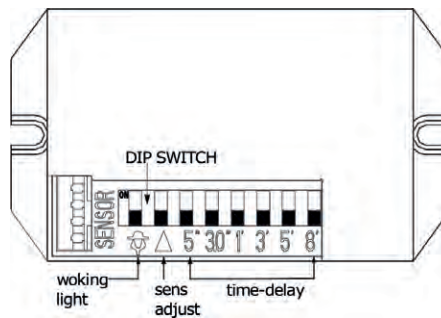 DIP SWITCH
ON
SENSOR
5" 30" 1' 3' 5' 8'
woking
light
sens
adjust
time-delay